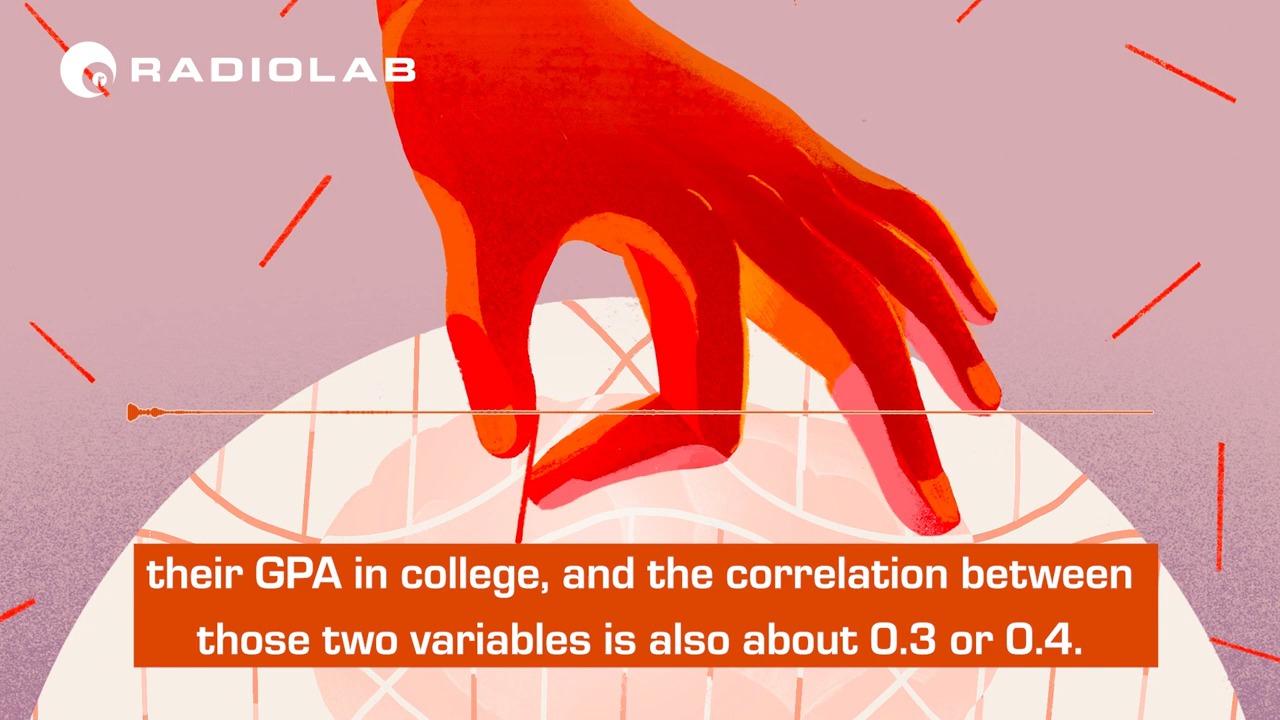 RADIOLAB
their GPA in college, and the correlation between
those two variables is also about 0.3 or 0.4.